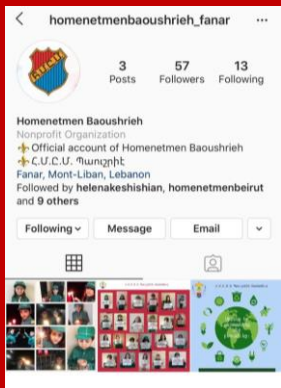 homenetmenbaoushrieh_fanar
3 57 13
Posts Followers Following
Homenetmen Baoushrieh
Nonprofit Organization
Official account of Homenetmen Baoushrieh
Հ.Մ.Ը.Մ. Պաուշրիէ
Fanar, Mont-Liban, Lebanon
Followed by helenakeshishian, homenetmenbeirut
and 9 others
Following Message Email